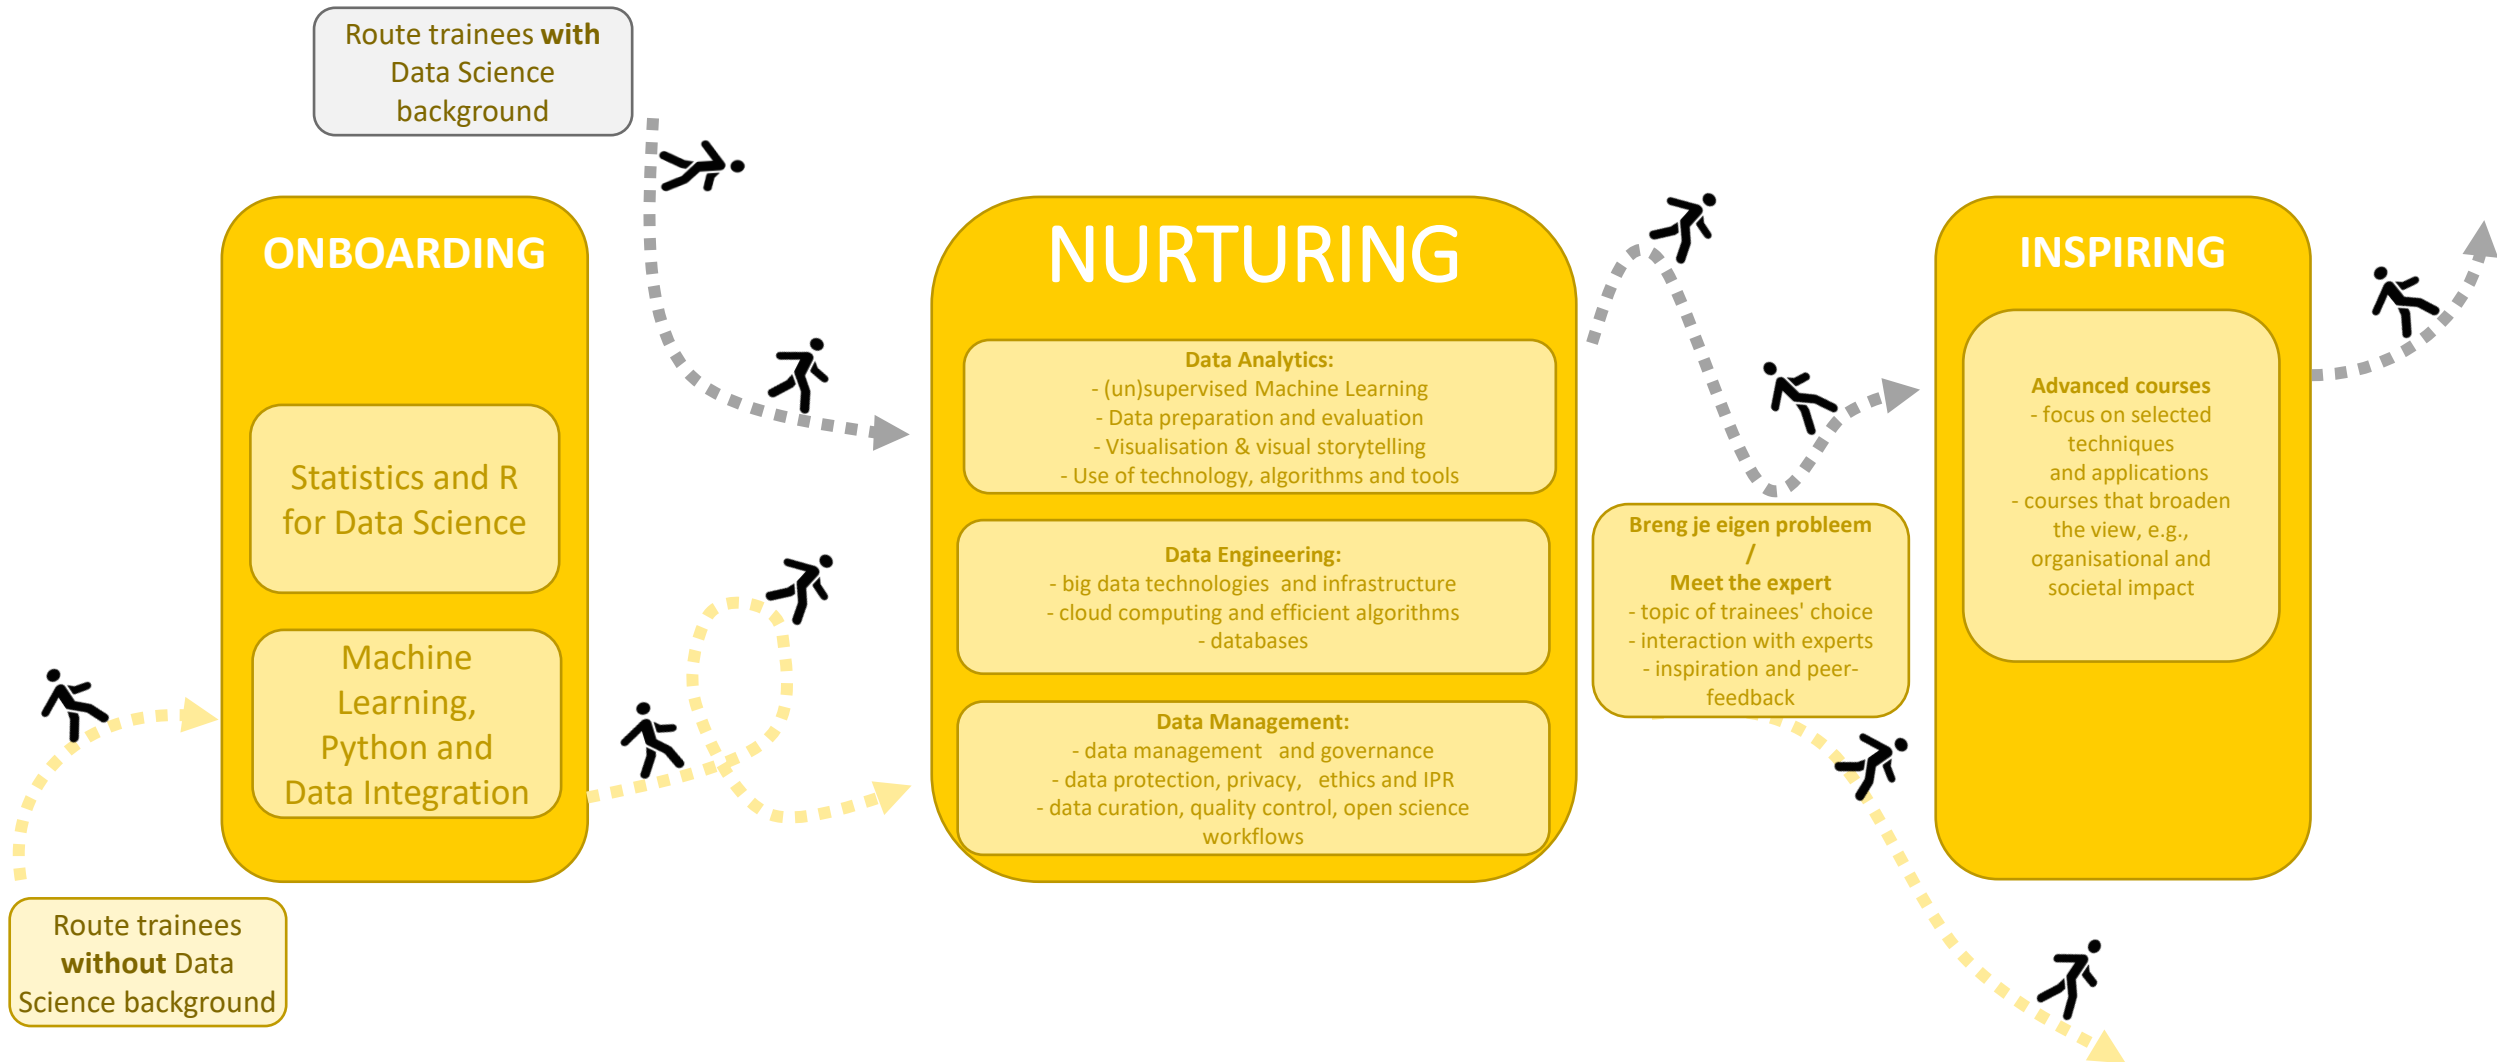 Route trainees with
Data Science
background
ONBOARDING
Statistics and R
for Data Science
Machine
Learning,
Python and
Data Integration
Route trainees
without Data
Science background
NURTURING
Data Analytics:
- (un)supervised Machine Learning
- Data preparation and evaluation
- Visualisation & visual storytelling
- Use of technology, algorithms and tools
Data Engineering:
- big data technologies and infrastructure
- cloud computing and efficient algorithms
- databases
Data Management:
- data management and governance
- data protection, privacy, ethics and IPR
- data curation, quality control, open science
workflows
Breng je eigen probleem
/
Meet the expert
- topic of trainees' choice
- interaction with experts
- inspiration and peer-
feedback
INSPIRING
Advanced courses
- focus on selected
techniques
and applications
- courses that broaden
the view, e.g.,
organisational and
societal impact